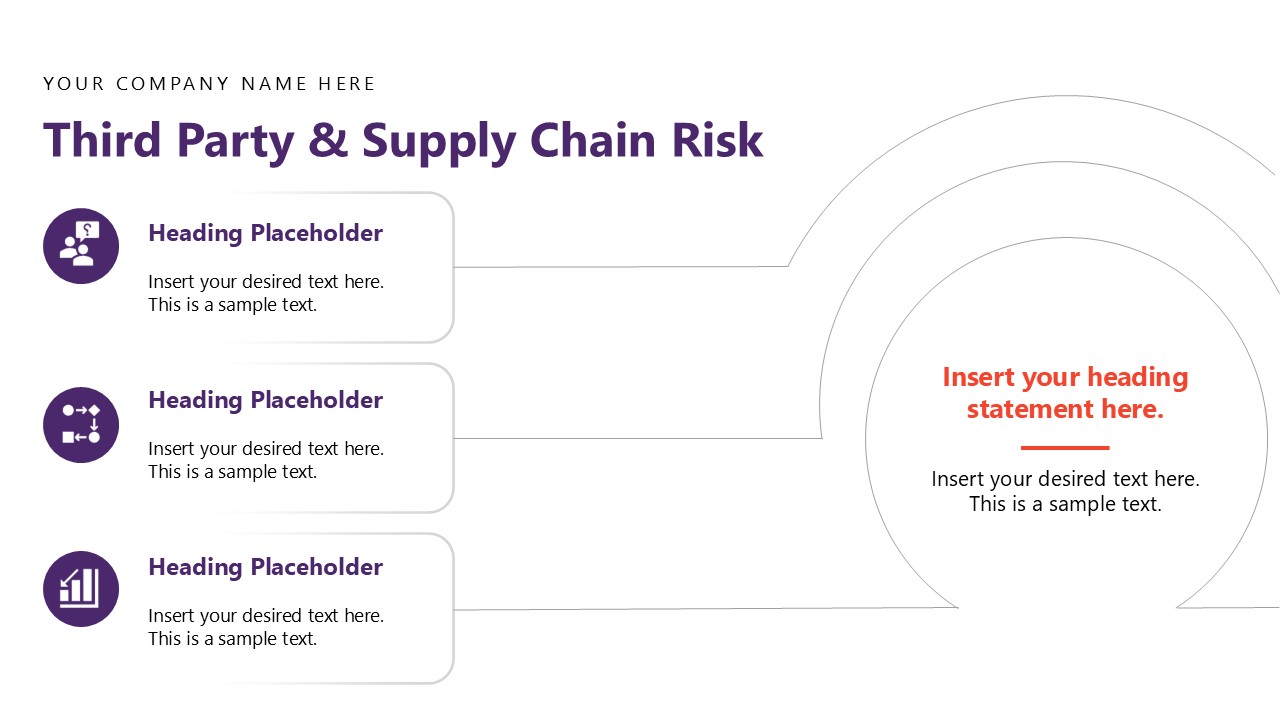 YOUR COMPANY NAME HERE
Third Party & Supply Chain Risk
Heading Placeholder
Insert your desired text here.
This is a sample text.
Heading Placeholder
Insert your desired text here.
This is a sample text.
Heading Placeholder
Insert your desired text here.
This is a sample text.
Insert your heading
statement here.
Insert your desired text here.
This is a sample text.